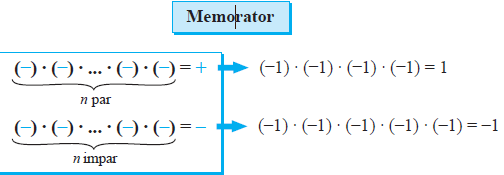 Memorator
(–) · (–) · ... · (–) · (–) = + (–1) · (–1) · (–1) · (–1) = 1
n par
(–) · (–) · ... · (–) · (–) = – (–1) · (–1) · (–1) · (–1) · (–1) = –1
n impar